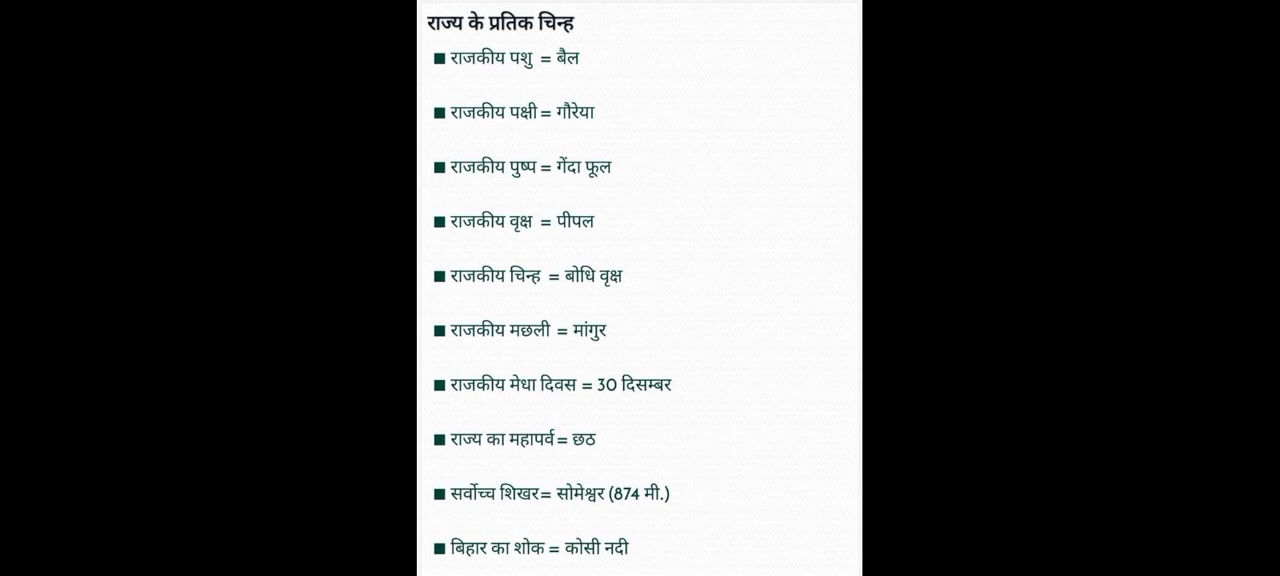 राज्य के प्रतिक चिन्ह
■ राजकीय पशु = बैल
■ राजकीय पक्षी = गौरेया
■ राजकीय पुष्प = गेंदा फूल
■ राजकीय वृक्ष = पीपल
■ राजकीय चिन्ह = बोधि वृक्ष
■ राजकीय मछली = मांगुर
■ राजकीय मेधा दिवस = 30 दिसम्बर
■ राज्य का महापर्व = छठ
■ सर्वोच्च शिखर= सोमेश्वर (874 मी.)
■ बिहार का शोक = कोसी नदी